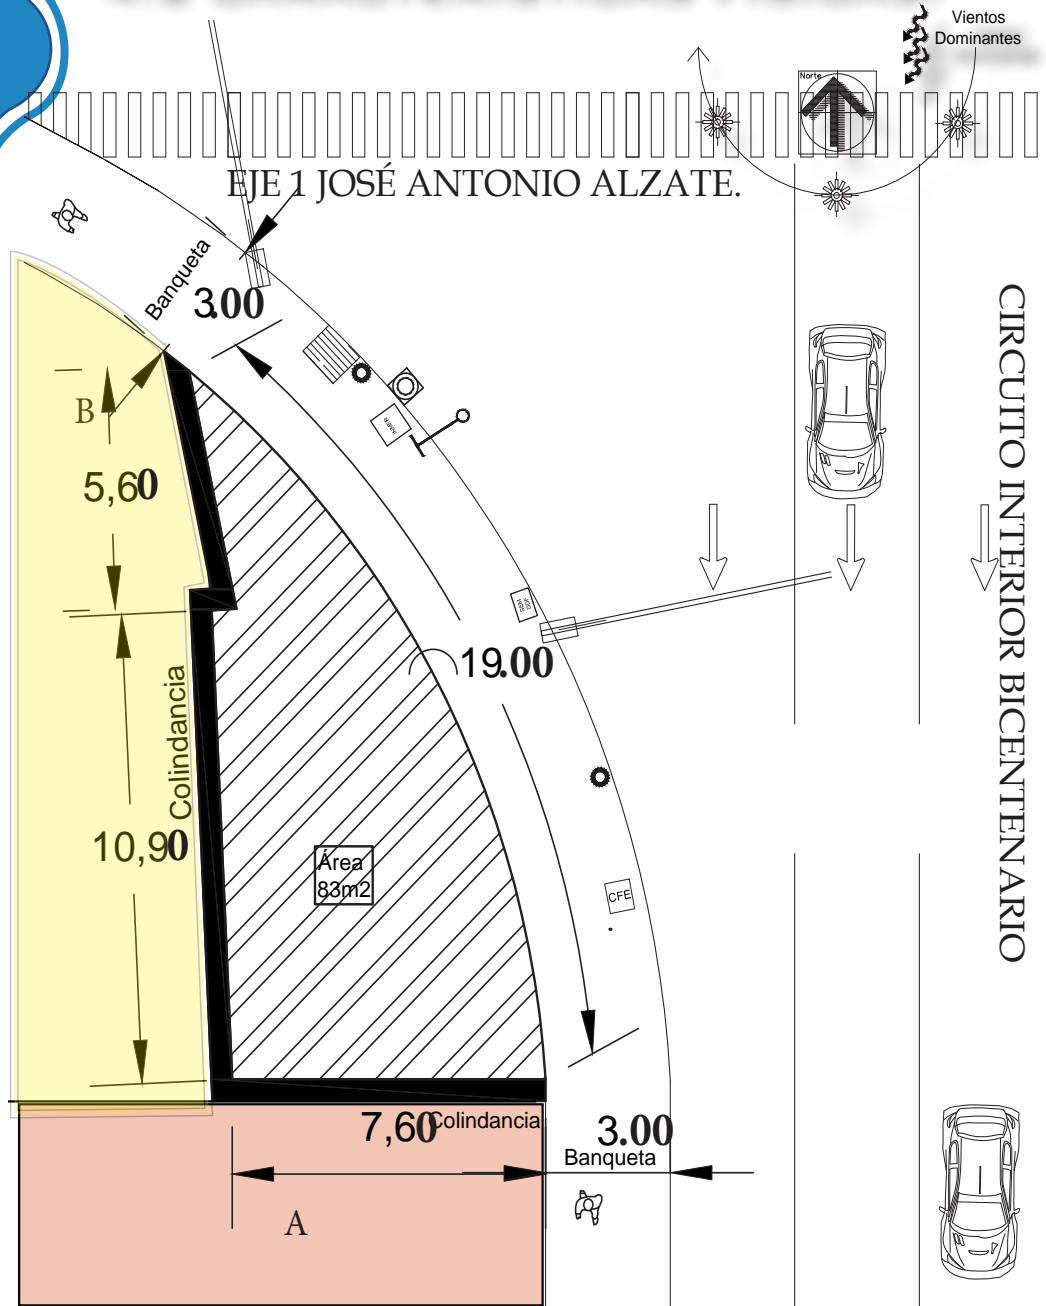 Vientos
Dominantes
Norte
EJE 1 JOSÉ ANTONIO ALZATE.
Banqueta
3.00
B
5,60
INMER
CIRCUITO INTERIOR BICENTENARIO
19.00
Colindancia
10,90
Área
83m2
CFE
7,60
Colindancia
3.00
Banqueta
A